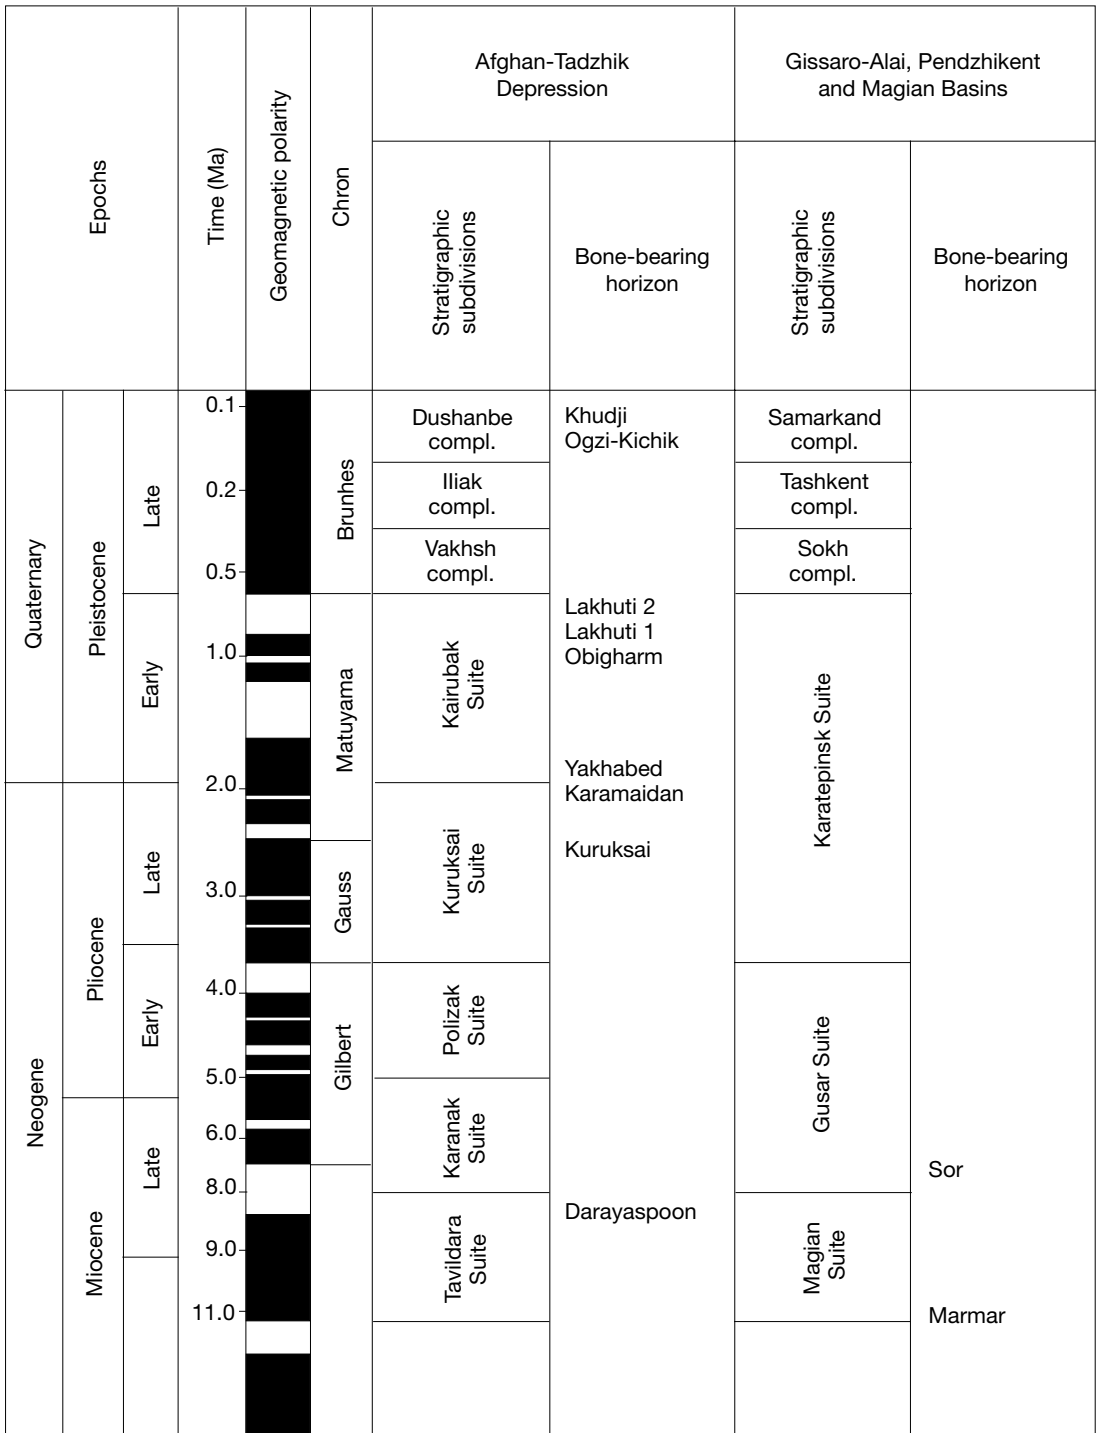 Epochs
Time (Ma)
Geomagnetic polarity
Chron
Afghan-Tadzhik
Depression
Gissaro-Alai, Pendzhikent
and Magian Basins
Stratigraphic
subdivisions
Bone-bearing
horizon
Stratigraphic
subdivisions
Bone-bearing
horizon
Quaternary
Neogene
Pleistocene
Pliocene
Miocene
Late
Early
Late
Early
Late
0.1
0.2
0.5
1.0
2.0
3.0
4.0
5.0
6.0
8.0
9.0
11.0
Brunhes
Matuyama
Gauss
Gilbert
Dushanbe
compl.
Iliak
compl.
Vakhsh
compl.
Kairubak
Suite
Kuruksai
Suite
Polizak
Suite
Karanak
Suite
Tavildara
Suite
Khudji
Ogzi-Kichik
Lakhuti 2
Lakhuti 1
Obigharm
Yakhabed
Karamaidan
Kuruksai
Darayaspoon
Samarkand
compl.
Tashkent
compl.
Sokh
compl.
Karatepinsk Suite
Gusar Suite
Magian
Suite
Sor
Marmar